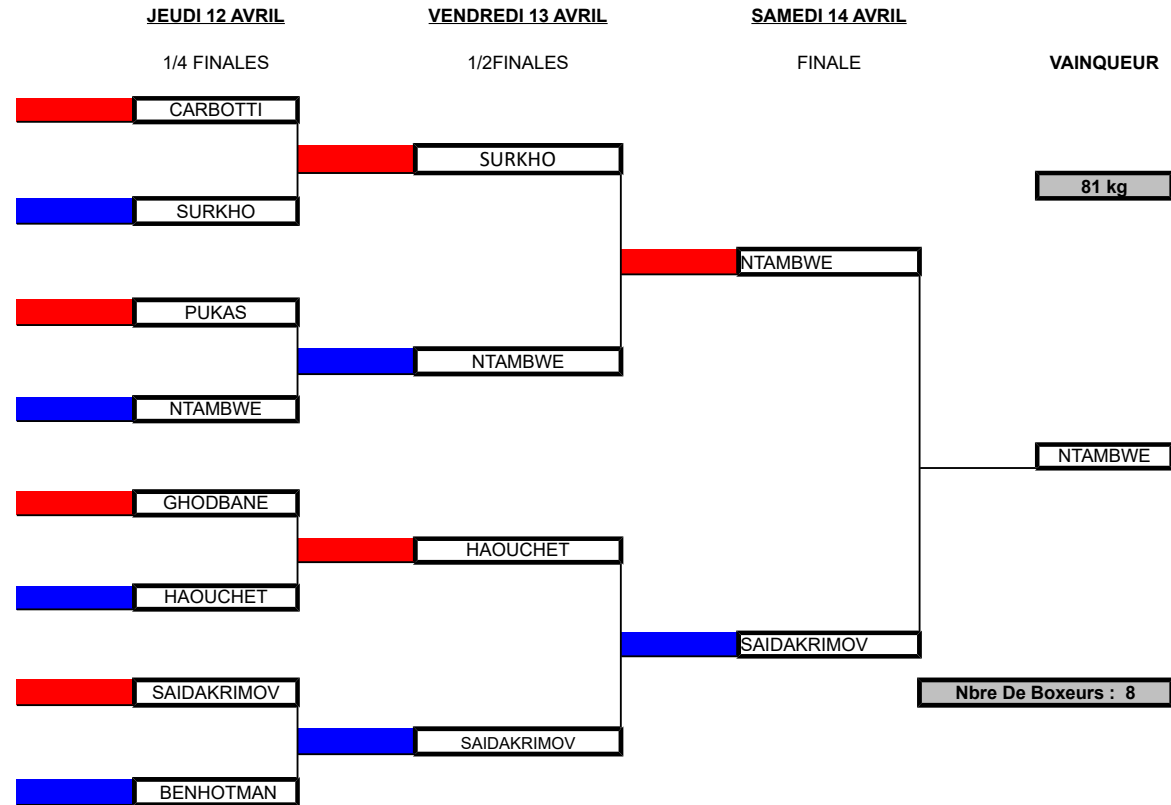 JEUDI 12 AVRIL VENDREDI 13 AVRIL SAMEDI 14 AVRIL
1/4 FINALES 1/2FINALES FINALE VAINQUEUR
CARBOTTI
SURKHO
81 kg
SURKHO
NTAMBWE
PUKAS
NTAMBWE
NTAMBWE
NTAMBWE
GHODBANE
HAOUCHET
HAOUCHET
SAIDAKRIMOV
SAIDAKRIMOV
Nbre De Boxeurs : 8
SAIDAKRIMOV
BENHOTMAN